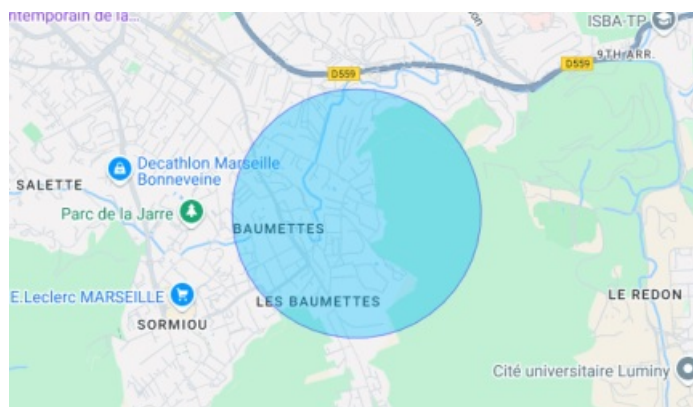 ntemporain de la...
ISBA-TP
9TH ARR.
D559
D559
Decathlon Marseille
Bonneveine
SALETTE
Parc de la Jarre
BAUMETTES
E.Leclerc MARSEILLE
LES BAUMETTES
LE REDON
SORMIOU
Cité universitaire Luminy